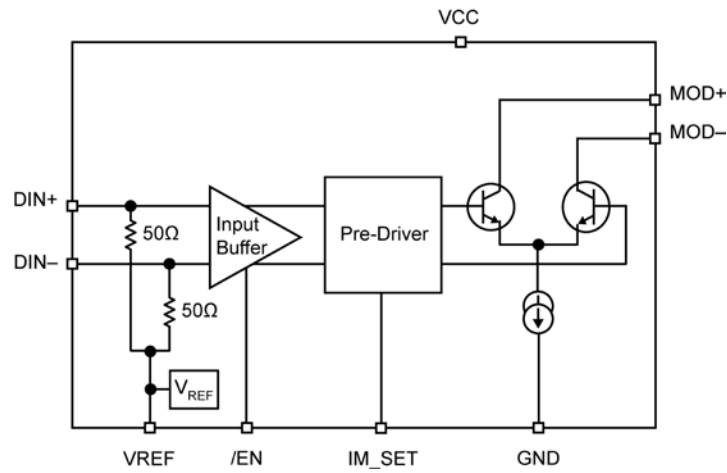 VCC
MOD+
MOD–
DIN+
50Ω
Input
Buffer
Pre-Driver
DIN–
50Ω
VREF
VREF
/EN
IM_SET
GND